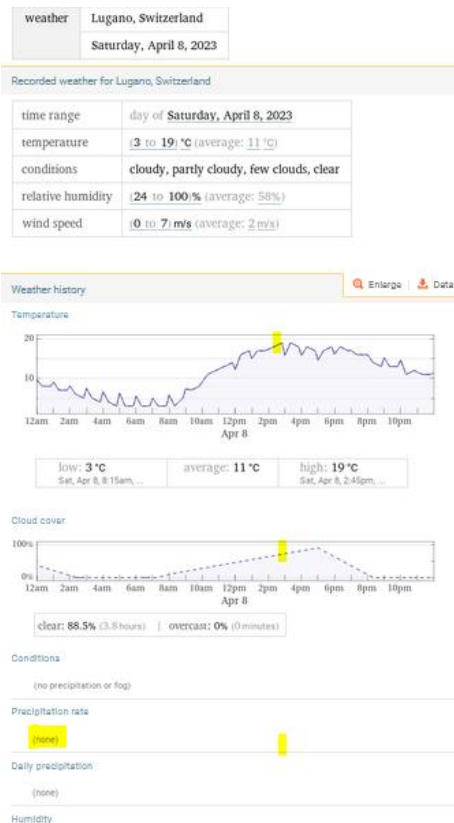 weather Lugano, Switzerland
Saturday, April 8, 2023
Recorded weather for Lugano, Switzerland
time range day of Saturday, April 8, 2023
temperature (3 to 19) °C (average: 11 °C)
conditions cloudy, partly cloudy, few clouds, clear
relative humidity (24 to 100)% (average: 58%)
wind speed (0 to 7) m/s (average: 2 m/s)
Weather history Enlarge Data
Temperature
20
10
12am 2am 4am 6am 8am 10am 12pm 2pm 4pm 6pm 8pm 10pm
Apr 8
low: 3 °C average: 11 °C high: 19 °C
Sat, Apr 8, 8:15am, ... Sat, Apr 8, 2:45pm, ...
Cloud cover
100%
0%
12am 2am 4am 6am 8am 10am 12pm 2pm 4pm 6pm 8pm 10pm
Apr 8
clear: 88.5% (3.8 hours) | overcast: 0% (0 minutes)
Conditions
(no precipitation or fog)
Precipitation rate
(none)
Daily precipitation
(none)
Humidity